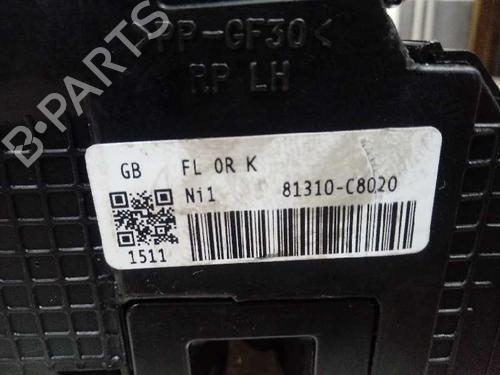 >PP-GF30<
RP LH
B-PARTS
GB FL 0R K
Ni1 81310-C8020
1511